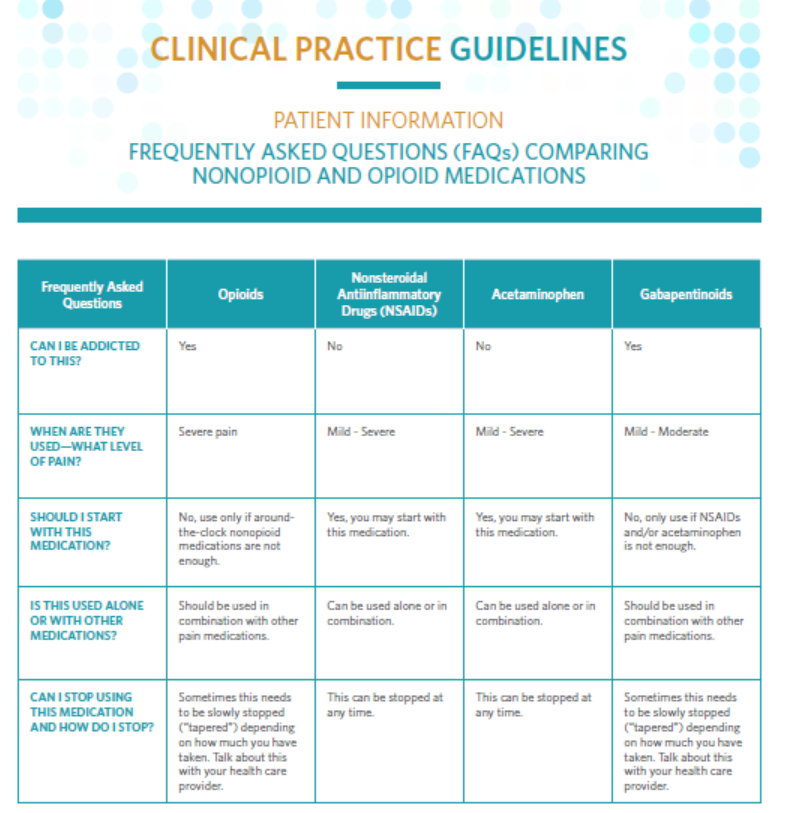 CLINICAL PRACTICE GUIDELINES
PATIENT INFORMATION
FREQUENTLY ASKED QUESTIONS (FAQs) COMPARING
NONOPIOID AND OPIOID MEDICATIONS
Frequently Asked
Questions
Opioids
Nonsteroidal
Antiinflammatory
Drugs (NSAIDs)
Acetaminophen
Gabapentinoids
CAN I BE ADDICTED
TO THIS?
Yes
No
No
Yes
WHEN ARE THEY
USED—WHAT LEVEL
OF PAIN?
Severe pain
Mild - Severe
Mild - Severe
Mild - Moderate
SHOULD I START
WITH THIS
MEDICATION?
No, use only if around-
the-clock nonopioid
medications are not
enough.
Yes, you may start with
this medication.
Yes, you may start with
this medication.
No, only use if NSAIDs
and/or acetaminophen
is not enough.
IS THIS USED ALONE
OR WITH OTHER
MEDICATIONS?
Should be used in
combination with other
pain medications.
Can be used alone or in
combination.
Can be used alone or in
combination.
Should be used in
combination with other
pain medications.
CAN I STOP USING
THIS MEDICATION
AND HOW DO I STOP?
Sometimes this needs
to be slowly stopped
("tapered") depending
on how much you have
taken. Talk about this
with your health care
provider.
This can be stopped at
any time.
This can be stopped at
any time.
Sometimes this needs
to be slowly stopped
("tapered") depending
on how much you have
taken. Talk about this
with your health care
provider.